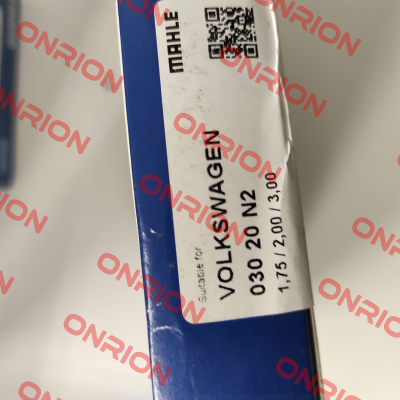 MAHLE
Suitable for
VOLKSWAGEN
030 20 N2
1,75 / 2,00 / 3,00
ONRION
ONRION
ONRION
ONRION
ONRION
ONRION
ONRION
ONRION
ONRION